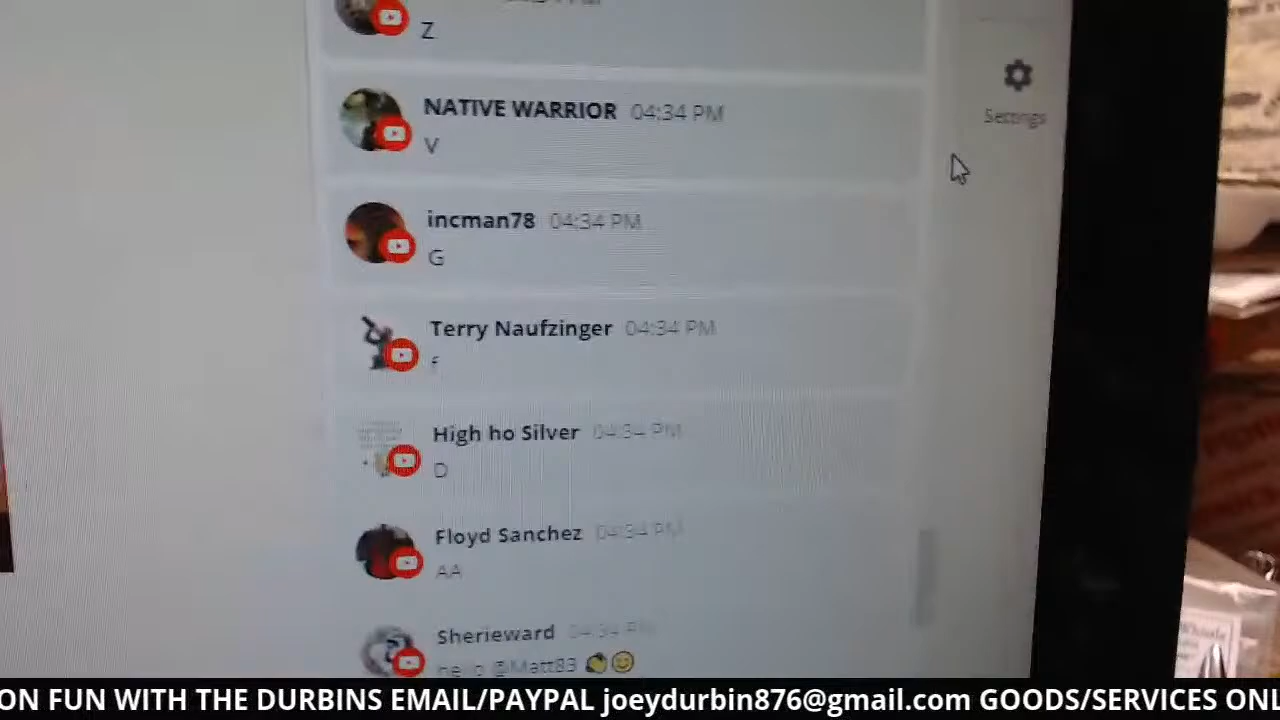 Z
NATIVE WARRIOR 04:34 PM
V
Settings
incman78 04:34 PM
G
Terry Naufzinger 04:34 PM
f
High ho Silver 04:34 PM
D
Floyd Sanchez 04:34 PM
AA
Sherieward 04:34 PM
hello @Matt83
ON FUN WITH THE DURBINS EMAIL/PAYPAL joeydurbin876@gmail.com GOODS/SERVICES ONL